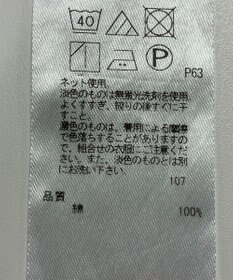 40
P
P63
ネット使用。
淡色のものは無蛍光洗剤を使用
よくすすぎ、絞りの後すぐに干
すこと。
濃色のものは、着用による摩擦
で色落ちすることがありますの
で、組合せの衣服にご注意くださ
い。また、淡色のものとは別
にお洗い下さい。
107
品質
綿 100%